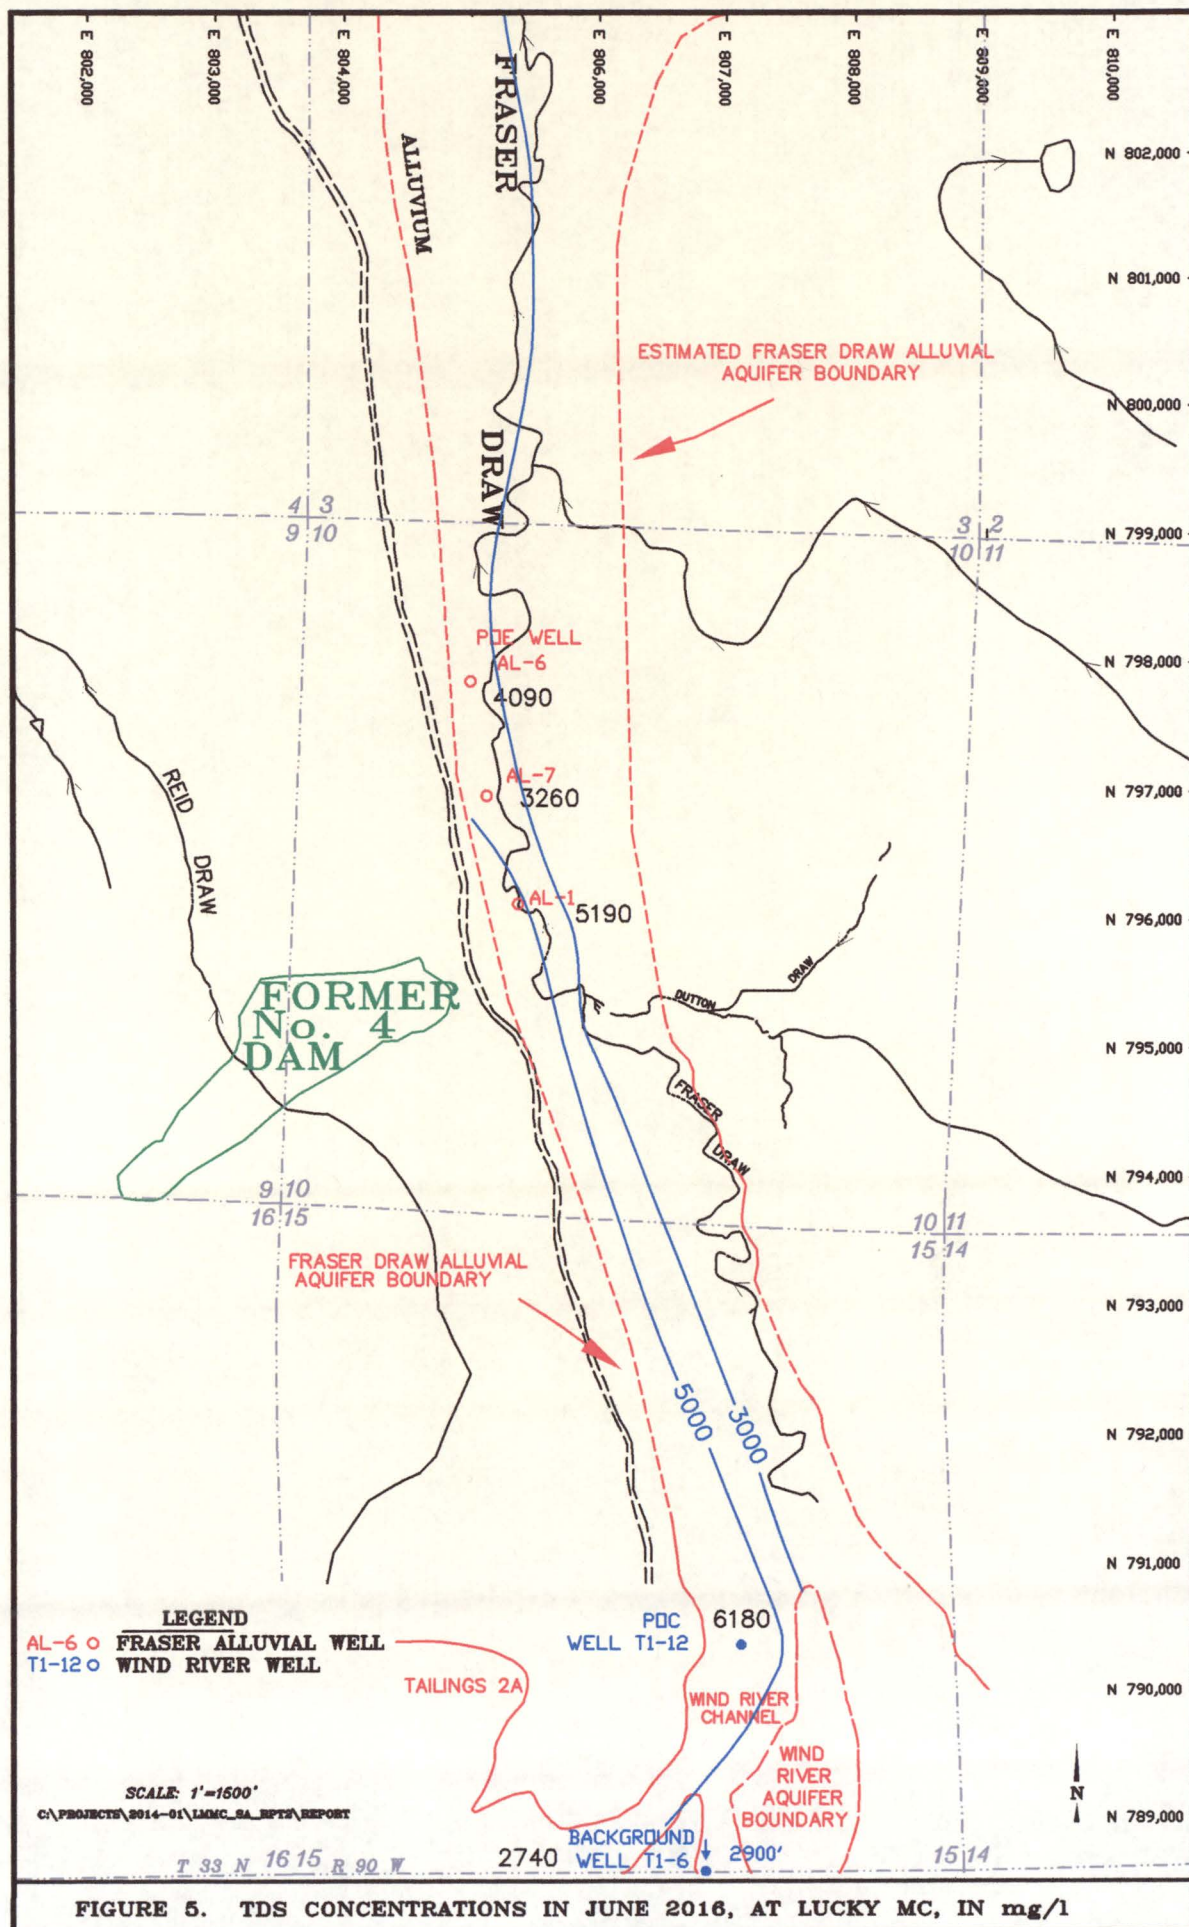 E 802,000
E 803,000
E 804,000
E 806,000
E 807,000
E 808,000
E 809,000
E 810,000
FRASER
DRAW
ALLUVIUM
N 802,000
N 801,000
ESTIMATED FRASER DRAW ALLUVIAL
AQUIFER BOUNDARY
N 800,000
4 3
9 10
3 2
10 11
N 799,000
POE WELL
AL-6
4090
N 798,000
AL-7
3260
N 797,000
REID
DRAW
AL-1
5190
N 796,000
DUTTON
DRAW
FORMER
No. 4
DAM
N 795,000
FRASER
DRAW
N 794,000
9 10
16 15
10 11
15 14
FRASER DRAW ALLUVIAL
AQUIFER BOUNDARY
N 793,000
5000
3000
N 792,000
N 791,000
LEGEND
AL-6 FRASER ALLUVIAL WELL
T1-12 WIND RIVER WELL
POC
WELL T1-12
6180
TAILINGS 2A
WIND RIVER
CHANNEL
N 790,000
WIND
RIVER
AQUIFER
BOUNDARY
N
SCALE: 1"=1500'
C:\PROJECTS\2014-01\LMMC_SA_RPTS\REPORT
N 789,000
BACKGROUND
WELL T1-6
2900'
2740
T 33 N 16 15 R 90 W
15 14
FIGURE 5. TDS CONCENTRATIONS IN JUNE 2016, AT LUCKY MC, IN mg/l